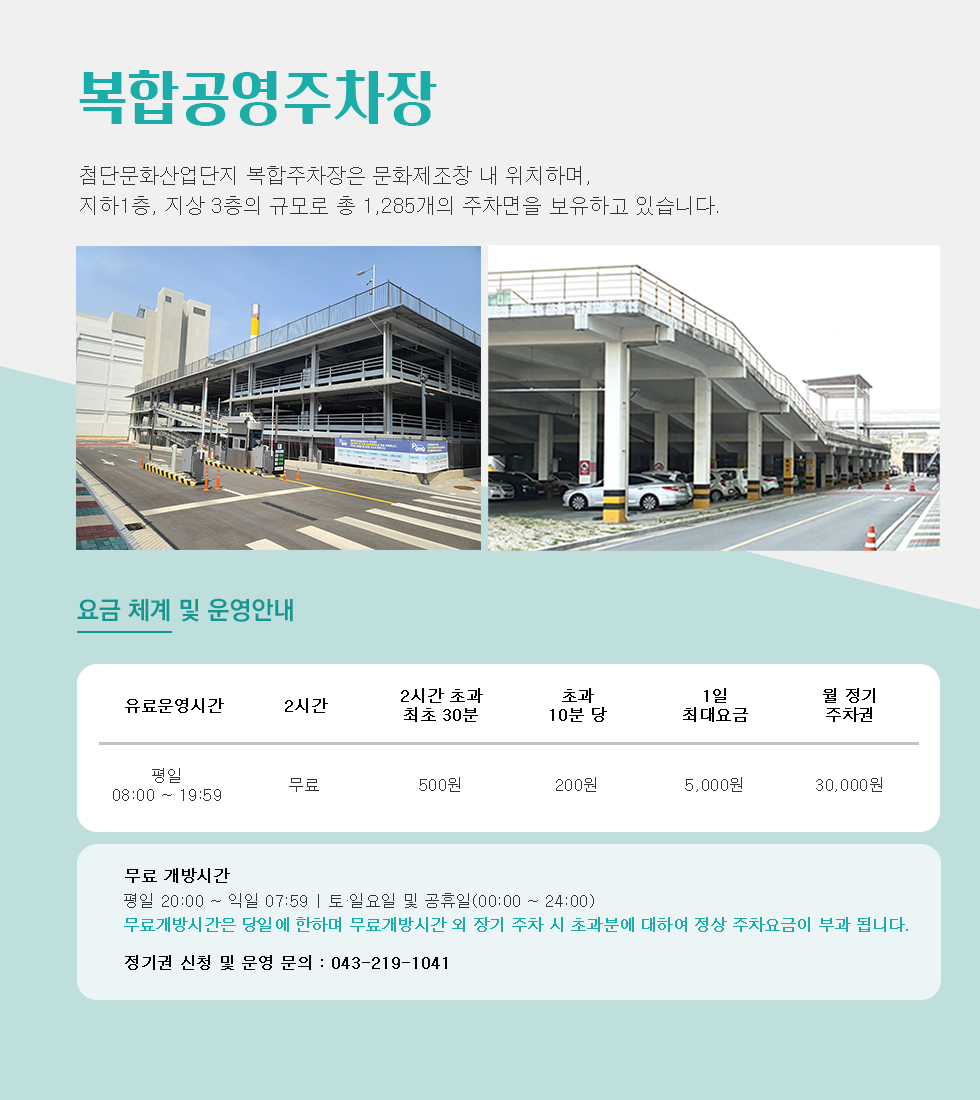 복합공영주차장
첨단문화산업단지 복합주차장은 문화제조창 내 위치하며,
지하1층, 지상 3층의 규모로 총 1,285개의 주차면을 보유하고 있습니다.
요금 체계 및 운영안내
유료운영시간 2시간 2시간 초과 최초 30분 초과 10분 당 1일 최대요금 월 정기 주차권
평일 08:00 ~ 19:59 무료 500원 200원 5,000원 30,000원
무료 개방시간
평일 20:00 ~ 익일 07:59 | 토·일요일 및 공휴일(00:00 ~ 24:00)
무료개방시간은 당일에 한하며 무료개방시간 외 장기 주차 시 초과분에 대하여 정상 주차요금이 부과 됩니다.
정기권 신청 및 운영 문의 : 043-219-1041